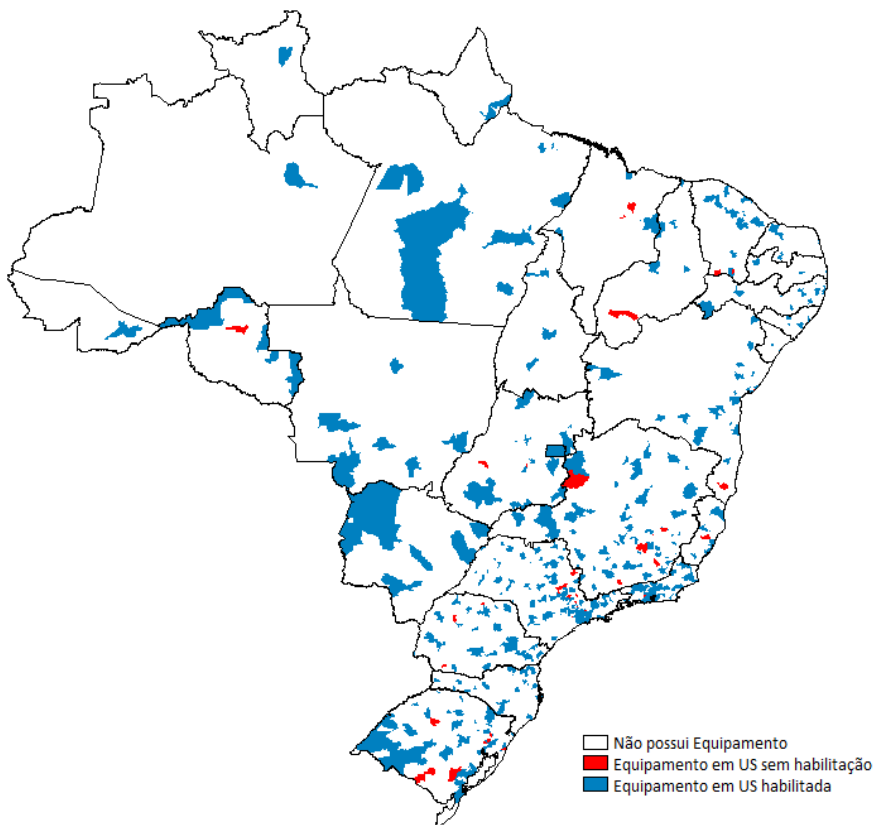 Não possui Equipamento
Equipamento em US sem habilitação
Equipamento em US habilitada